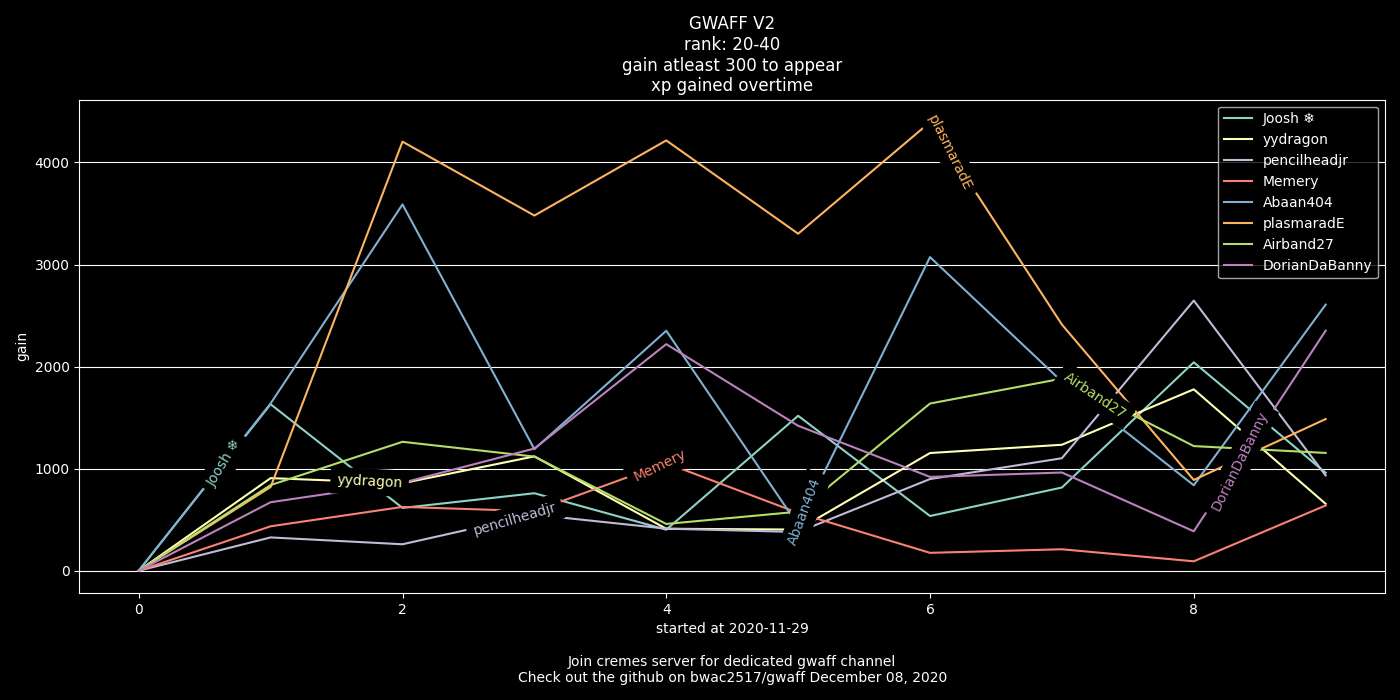 GWAFF V2
rank: 20-40
gain atleast 300 to appear
xp gained overtime
gain
4000
3000
2000
1000
0
0 2 4 6 8
Joosh ❄
yydragon
pencilheadjr
Memery
Abaan404
plasmaradE
Airband27
DorianDaBanny
Joosh ❄
yydragon
pencilheadjr
Memery
Abaan404
plasmaradE
Airband27
DorianDaBanny
started at 2020-11-29
Join cremes server for dedicated gwaff channel
Check out the github on bwac2517/gwaff December 08, 2020